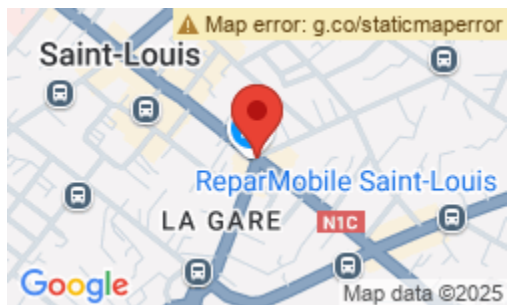 Map error: g.co/staticmaperror
Saint-Louis
ReparMobile Saint-Louis
LA GARE
N1C
Google
Map data ©2025